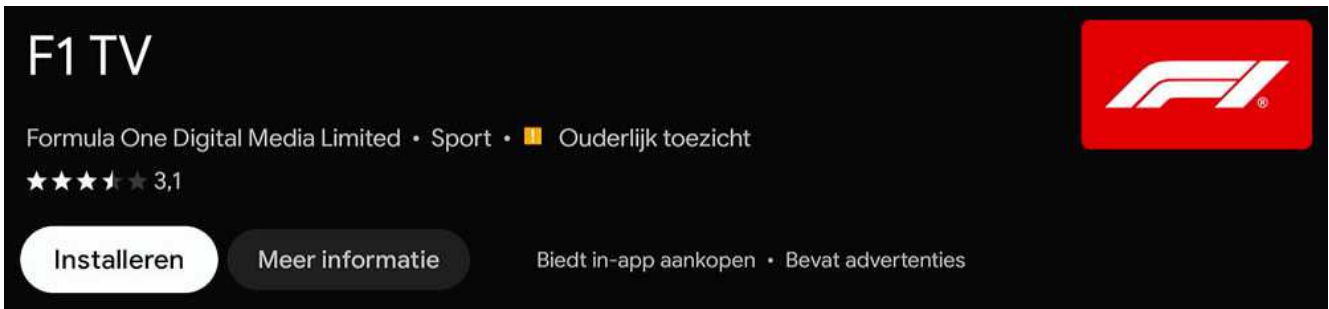 F1 TV
Formula One Digital Media Limited • Sport • ! Ouderlijk toezicht
3,1
Installeren
Meer informatie
Biedt in-app aankopen • Bevat advertenties
F1®